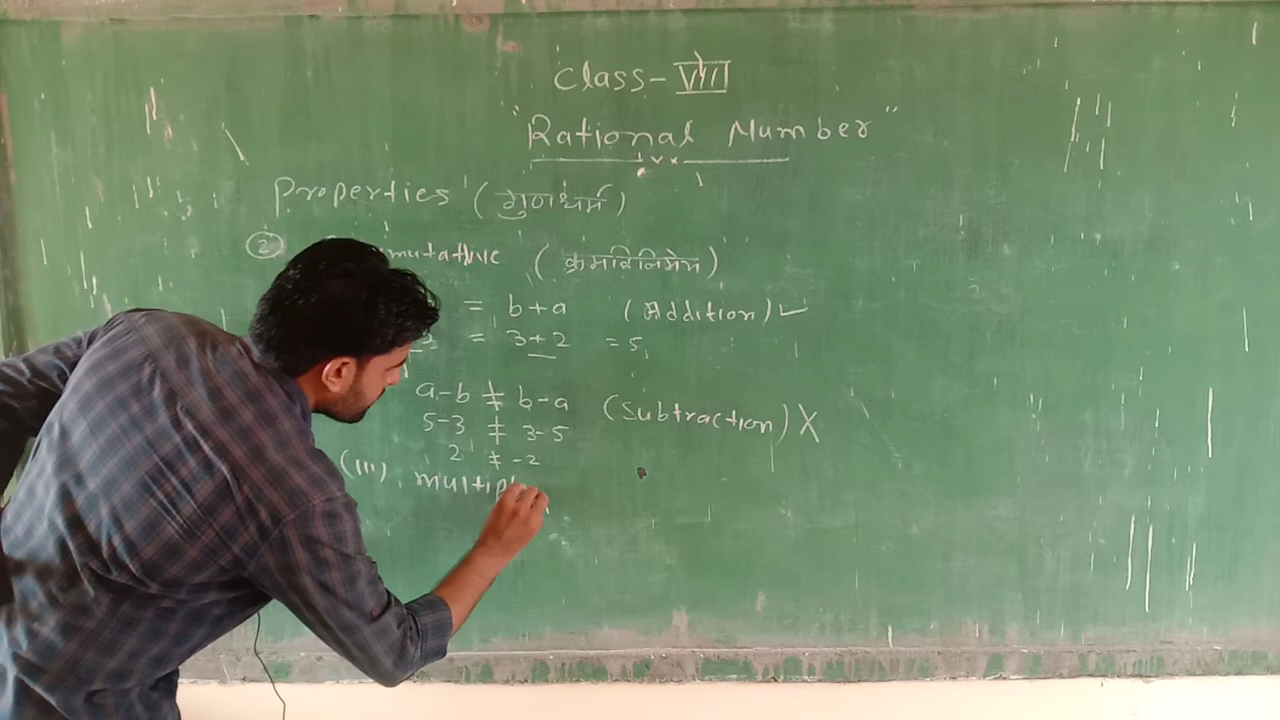 Class - VIII
"Rational Number"
Properties (गुणधर्म)
② mutative (क्रमविनिमेय)
= b+a (Addition) ✓
= 3+2 = 5
a-b ≠ b-a (Subtraction) X
5-3 ≠ 3-5
2 ≠ -2
(III) multipl